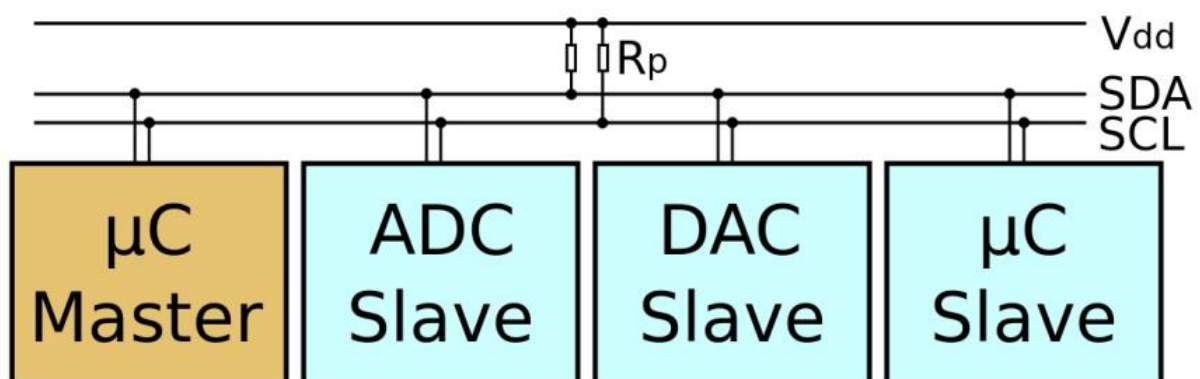 Vdd
Rp
SDA
SCL
µC
Master
ADC
Slave
DAC
Slave
µC
Slave